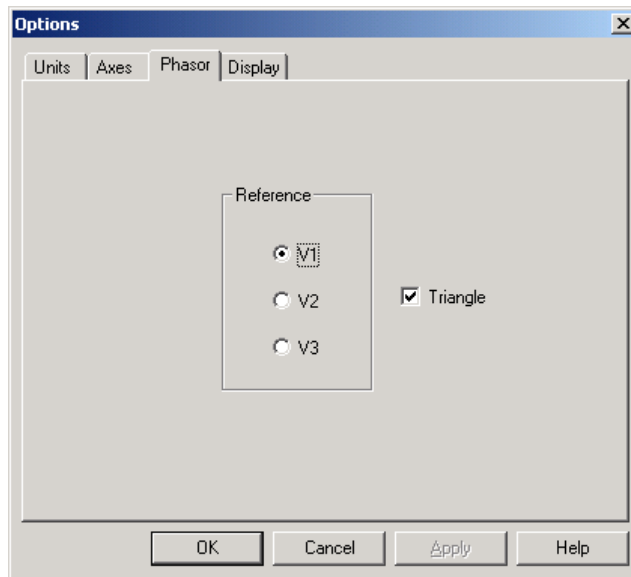 Options
Units Axes Phasor Display
Reference
V1
V2
Triangle
V3
OK Cancel Apply Help